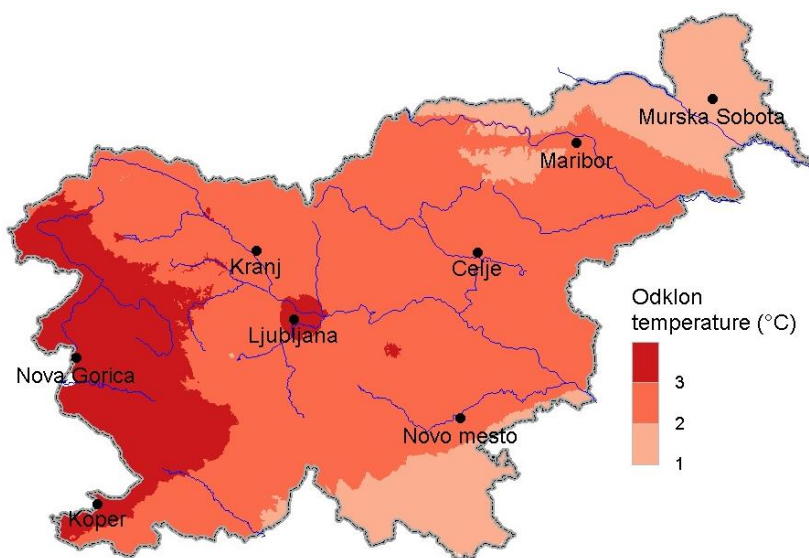 Murska Sobota
Maribor
Kranj
Celje
Ljubljana
Nova Gorica
Novo mesto
Koper
Odklon
temperature (°C)
3
2
1